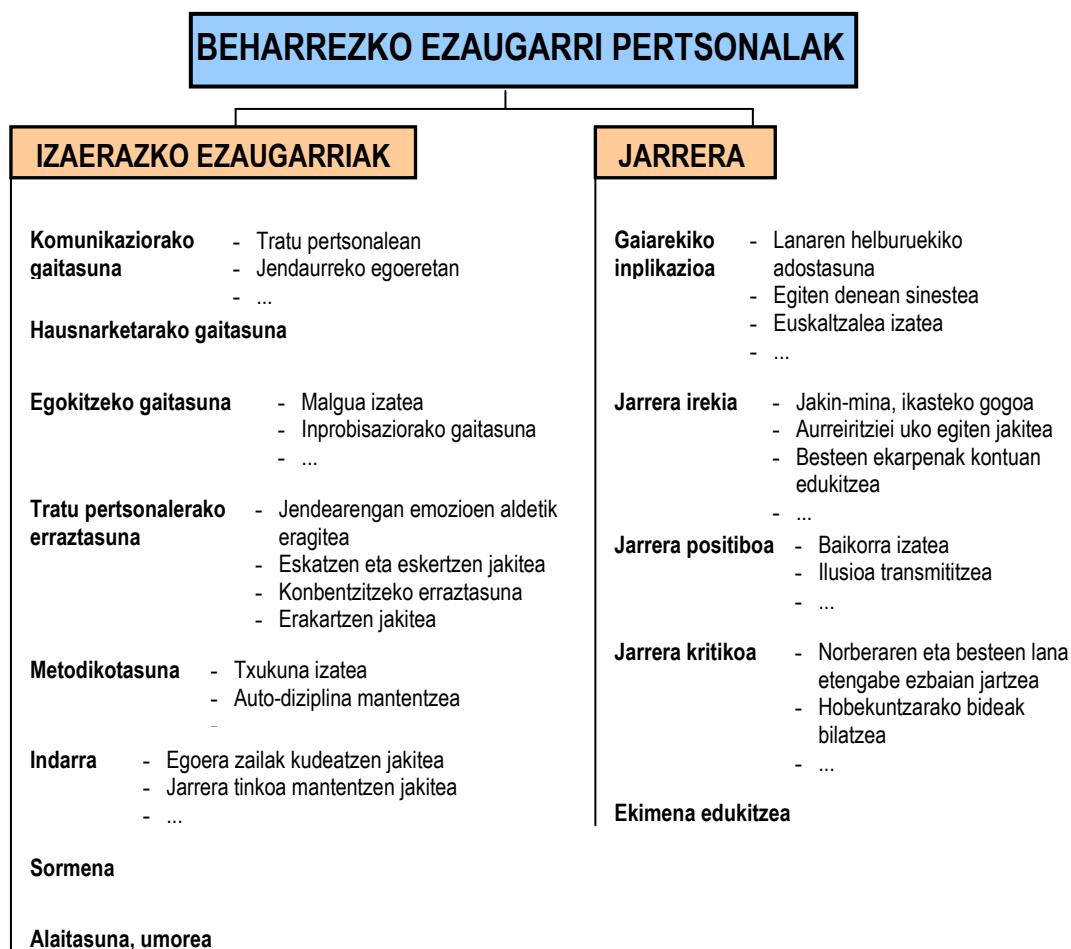 BEHARREZKO EZAUGARRI PERTSONALAK
IZAERAZKO EZAUGARRIAK
Komunikaziorako
gaitasuna
- Tratu pertsonalean
- Jendaurreko egoeretan
- ...
Hausnarketarako gaitasuna
Egokitzeko gaitasuna
- Malgua izatea
- Inprobisaziorako gaitasuna
- ...
Tratu pertsonalerako
erraztasuna
- Jendearengan emozioen aldetik
eragitea
- Eskatzen eta eskertzen jakitea
- Konbentzitzeko erraztasuna
- Erakartzen jakitea
Metodikotasuna
- Txukuna izatea
- Auto-diziplina mantentzea
-
Indarra
- Egoera zailak kudeatzen jakitea
- Jarrera tinkoa mantentzen jakitea
- ...
Sormena
Alaitasuna, umorea
JARRERA
Gaiarekiko
inplikazioa
- Lanaren helburuekiko
adostasuna
- Egiten denean sinestea
- Euskaltzalea izatea
- ...
Jarrera irekia
- Jakin-mina, ikasteko gogoa
- Aurreiritziei uko egiten jakitea
- Besteen ekarpenak kontuan
edukitzea
- ...
Jarrera positiboa
- Baikorra izatea
- Ilusioa transmititzea
- ...
Jarrera kritikoa
- Norberaren eta besteen lana
etengabe ezbaian jartzea
- Hobekuntzarako bideak
bilatzea
- ...
Ekimena edukitzea